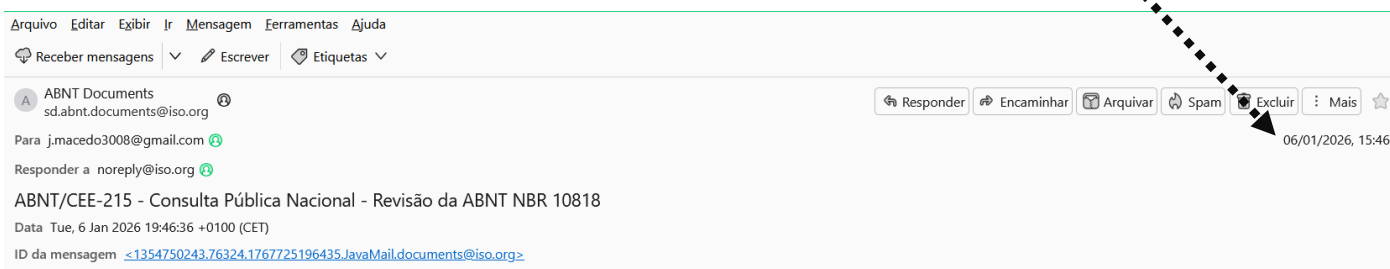 Arquivo Editar Exibir Ir Mensagem Ferramentas Ajuda
Receber mensagens Escrever Etiquetas
A ABNT Documents
sd.abnt.documents@iso.org
Responder Encaminhar Arquivar Spam Excluir Mais
Para j.macedo3008@gmail.com
06/01/2026, 15:46
Responder a noreply@iso.org
ABNT/CEE-215 - Consulta Pública Nacional - Revisão da ABNT NBR 10818
Data Tue, 6 Jan 2026 19:46:36 +0100 (CET)
ID da mensagem <1354750243.76324.1767725196435.JavaMail.documents@iso.org>